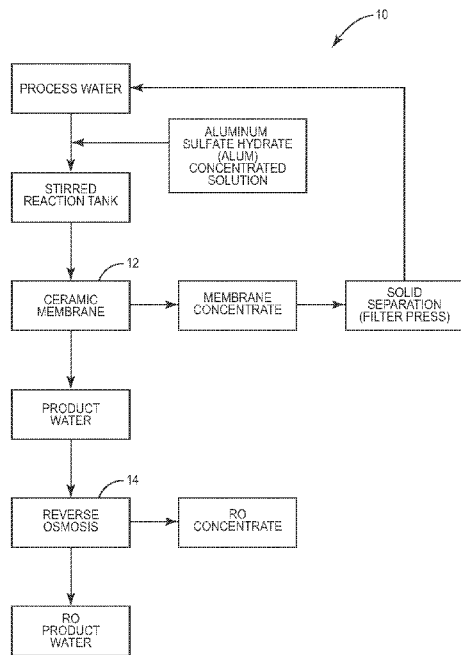 10
PROCESS WATER
ALUMINUM
SULFATE HYDRATE
(ALUM)
CONCENTRATED
SOLUTION
STIRRED
REACTION TANK
12
CERAMIC
MEMBRANE
MEMBRANE
CONCENTRATE
SOLID
SEPARATION
(FILTER PRESS)
PRODUCT
WATER
14
REVERSE
OSMOSIS
RO
CONCENTRATE
RO
PRODUCT
WATER